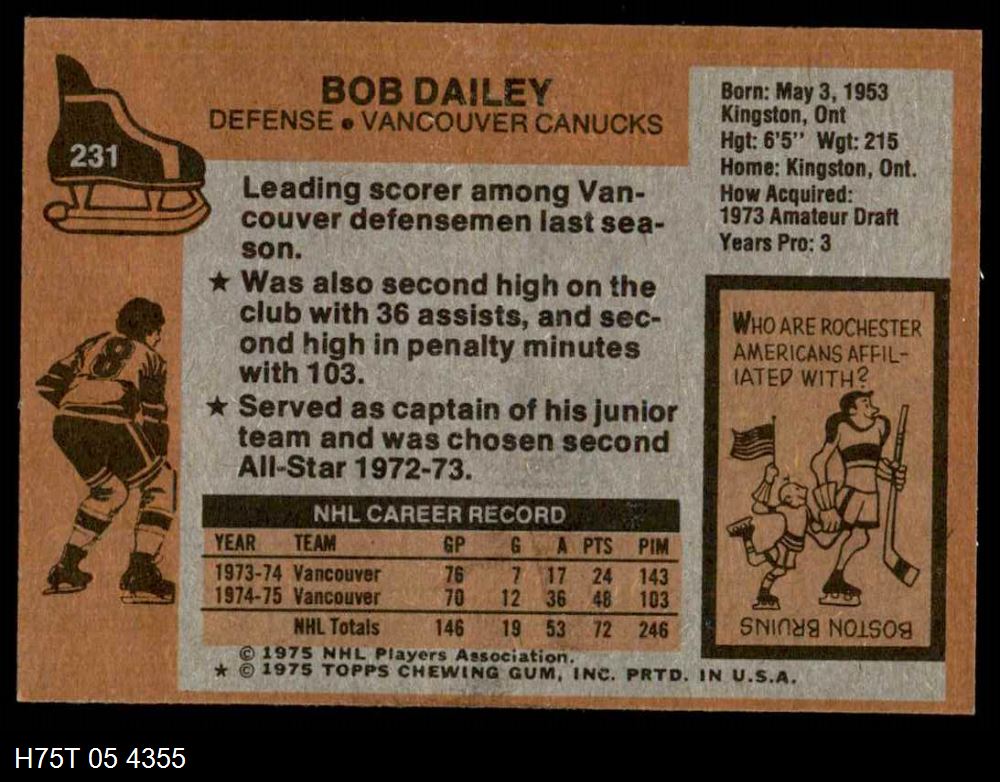 BOB DAILEY
DEFENSE • VANCOUVER CANUCKS
231
Leading scorer among Van-
couver defensemen last sea-
son.
★ Was also second high on the
club with 36 assists, and sec-
ond high in penalty minutes
with 103.
★ Served as captain of his junior
team and was chosen second
All-Star 1972-73.
Born: May 3, 1953
Kingston, Ont
Hgt: 6'5" Wgt: 215
Home: Kingston, Ont.
How Acquired:
1973 Amateur Draft
Years Pro: 3
8
WHO ARE ROCHESTER
AMERICANS AFFIL-
IATED WITH?
BOSTON BRUINS
NHL CAREER RECORD
YEAR TEAM GP G A PTS PIM
1973-74 Vancouver 76 7 17 24 143
1974-75 Vancouver 70 12 36 48 103
NHL Totals 146 19 53 72 246
© 1975 NHL Players Association.
★ © 1975 TOPPS CHEWING GUM, INC. PRTD. IN U.S.A.
H75T 05 4355